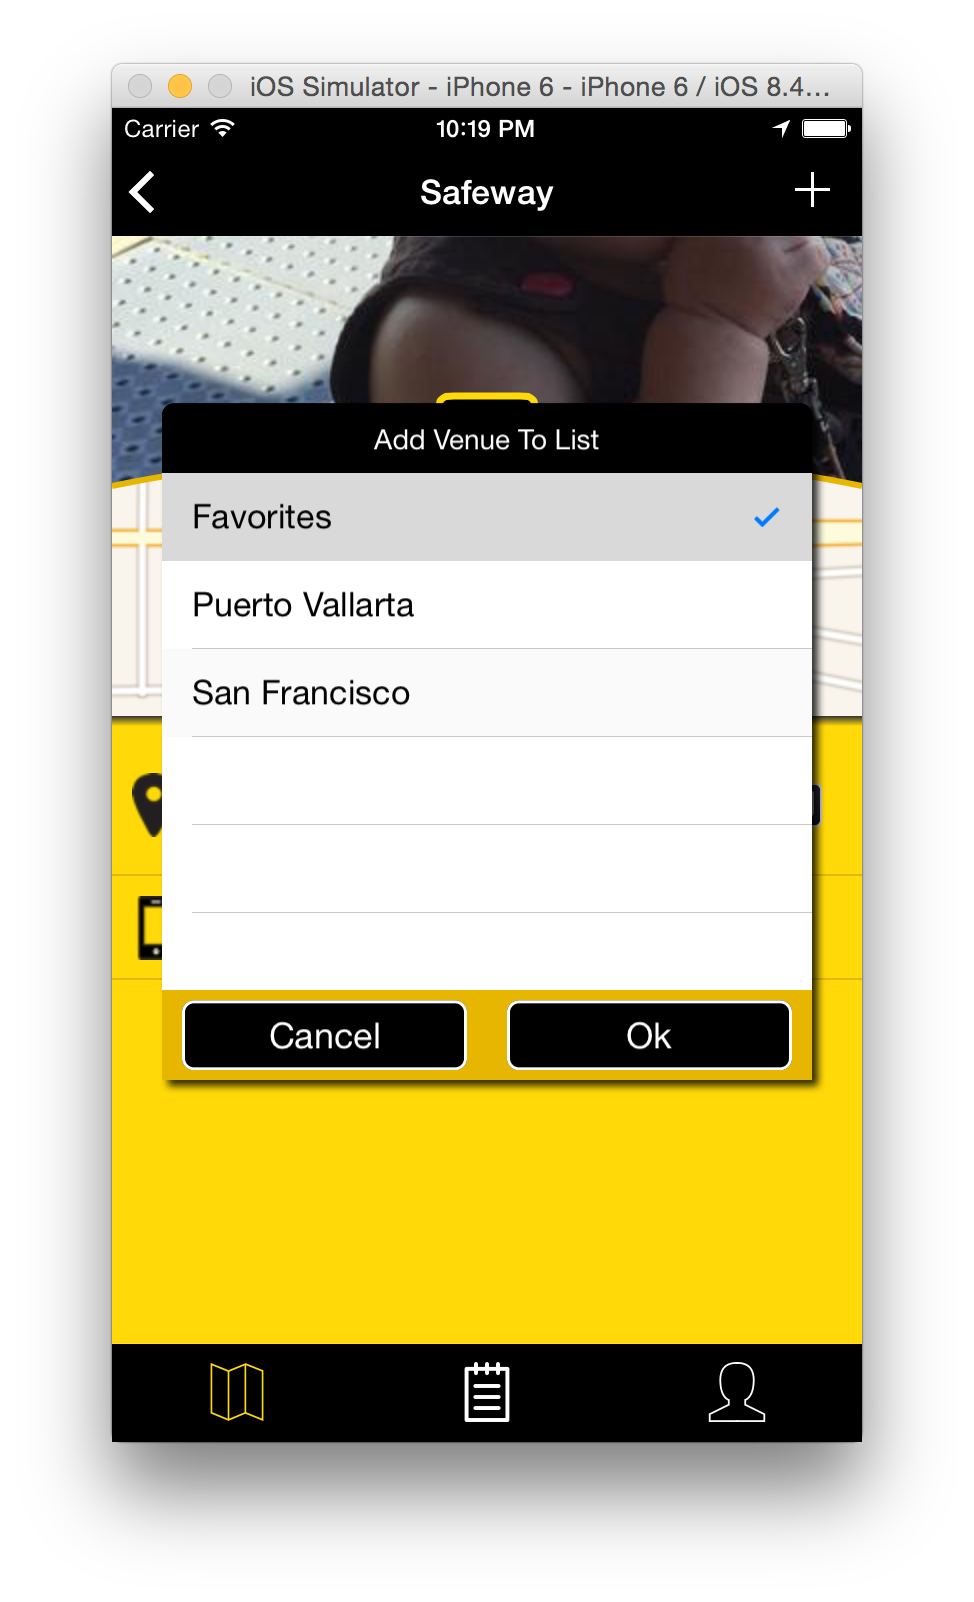 iOS Simulator - iPhone 6 - iPhone 6 / iOS 8.4...
Carrier 10:19 PM
Safeway
Add Venue To List
Favorites
Puerto Vallarta
San Francisco
Cancel Ok